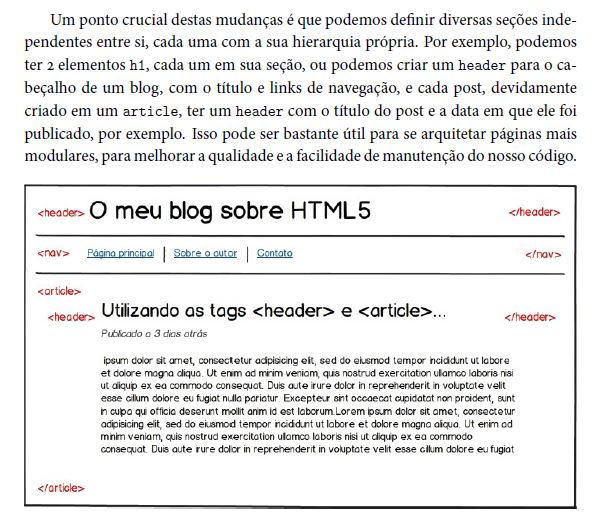 Um ponto crucial destas mudanças é que podemos definir diversas seções inde-
pendentes entre si, cada uma com a sua hierarquia própria. Por exemplo, podemos
ter 2 elementos h1, cada um em sua seção, ou podemos criar um header para o ca-
beçalho de um blog, com o título e links de navegação, e cada post, devidamente
criado em um article, ter um header com o título do post e a data em que ele foi
publicado, por exemplo. Isso pode ser bastante útil para se arquitetar páginas mais
modulares, para melhorar a qualidade e a facilidade de manutenção do nosso código.
<header> O meu blog sobre HTML5 </header>
<nav> Página principal | Sobre o autor | Contato </nav>
<article>
<header> Utilizando as tags <header> e <article>... </header>
Publicado a 3 dias atrás
ipsum dolor sit amet, consectetur adipisicing elit, sed do eiusmod tempor incididunt ut labore
et dolore magna aliqua. Ut enim ad minim veniam, quis nostrud exercitation ullamco laboris nisi
ut aliquip ex ea commodo consequat. Duis aute irure dolor in reprehenderit in voluptate velit
esse cillum dolore eu fugiat nulla pariatur. Excepteur sint occaecat cupidatat non proident, sunt
in culpa qui officia deserunt mollit anim id est laborum.Lorem ipsum dolor sit amet, consectetur
adipisicing elit, sed do eiusmod tempor incididunt ut labore et dolore magna aliqua. Ut enim ad
minim veniam, quis nostrud exercitation ullamco laboris nisi ut aliquip ex ea commodo
consequat. Duis aute irure dolor in reprehenderit in voluptate velit esse cillum dolore eu fugiat
</article>